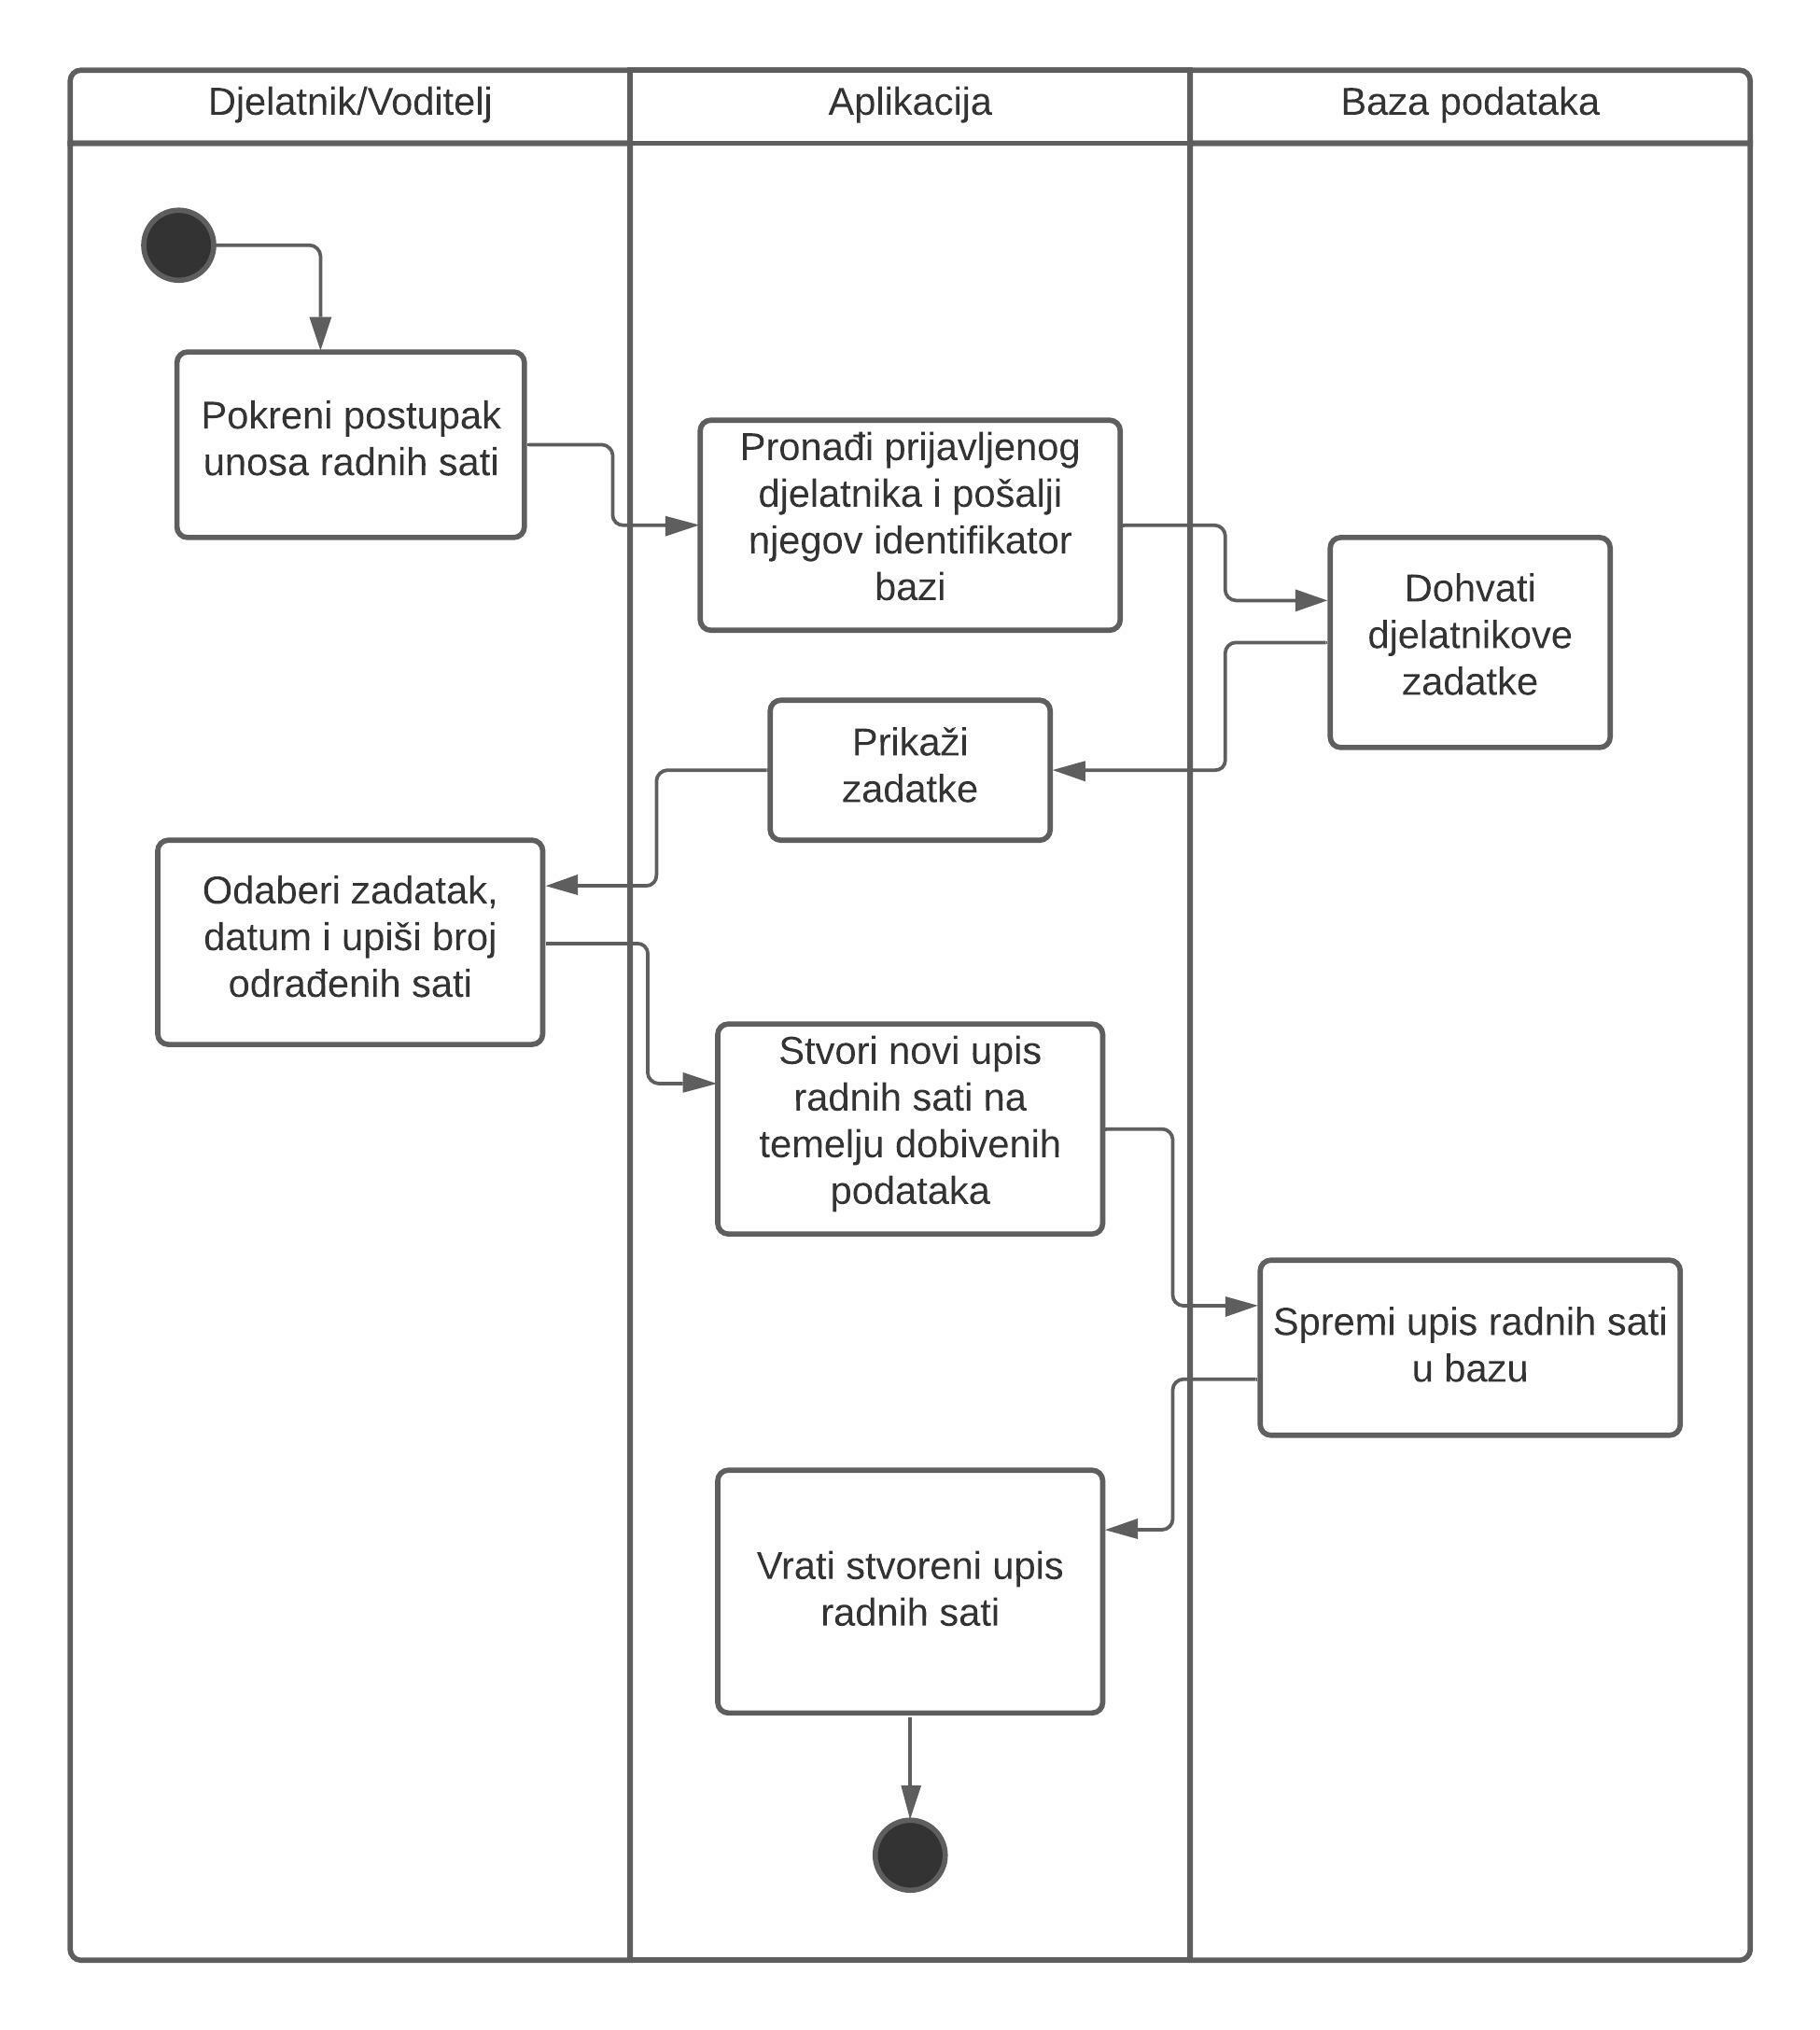 Djelatnik/Voditelj
Aplikacija
Baza podataka
Pokreni postupak
unosa radnih sati
Pronađi prijavljenog
djelatnika i pošalji
njegov identifikator
bazi
Dohvati
djelatnikove
zadatke
Prikaži
zadatke
Odaberi zadatak,
datum i upiši broj
odrađenih sati
Stvori novi upis
radnih sati na
temelju dobivenih
podataka
Spremi upis radnih sati
u bazu
Vrati stvoreni upis
radnih sati